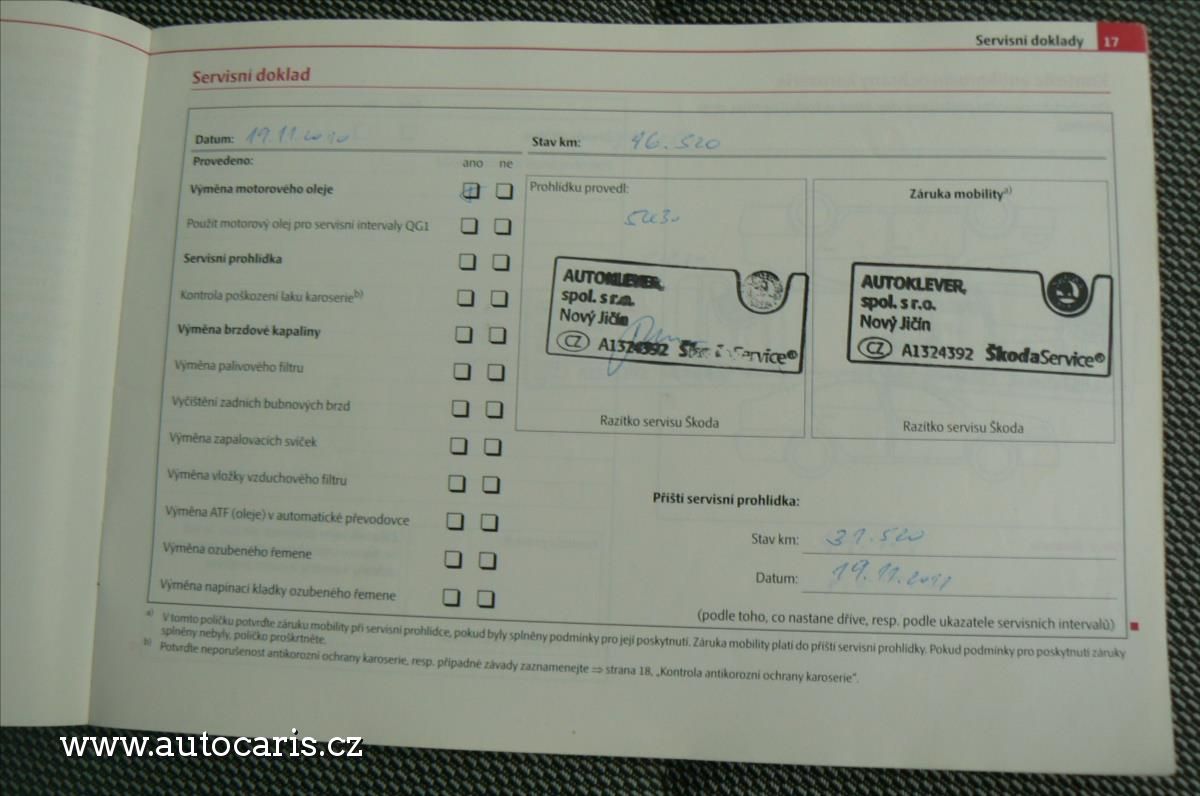 Servisní doklady 17
Servisní doklad
Datum: 19.11.2010 Stav km: 16.520
Provedeno: ano ne
Výměna motorového oleje
Použit motorový olej pro servisní intervaly QG1
Servisní prohlídka
Kontrola poškození laku karoserie b)
Výměna brzdové kapaliny
Výměna palivového filtru
Vyčištění zadních bubnových brzd
Výměna zapalovacích svíček
Výměna vložky vzduchového filtru
Výměna ATF (oleje) v automatické převodovce
Výměna ozubeného řemene
Výměna napínací kladky ozubeného řemene
Prohlídku provedl:
5W30
AUTOKLEVER,
spol. s r.o.
Nový Jičín
CZ A1324392 ŠkodaService®
Razítko servisu Škoda
Záruka mobility a)
AUTOKLEVER,
spol. s r.o.
Nový Jičín
CZ A1324392 ŠkodaService®
Razítko servisu Škoda
Příští servisní prohlídka:
Stav km: 31.520
Datum: 19.11.2011
(podle toho, co nastane dříve, resp. podle ukazatele servisních intervalů)
a) V tomto políčku potvrďte záruku mobility při servisní prohlídce, pokud byly splněny podmínky pro její poskytnutí. Záruka mobility platí do příští servisní prohlídky. Pokud podmínky pro poskytnutí záruky
splněny nebyly, políčko proškrtněte.
b) Potvrďte neporušenost antikorozní ochrany karoserie, resp. případné závady zaznamenejte ⇒ strana 18, „Kontrola antikorozní ochrany karoserie“.
www.autocaris.cz